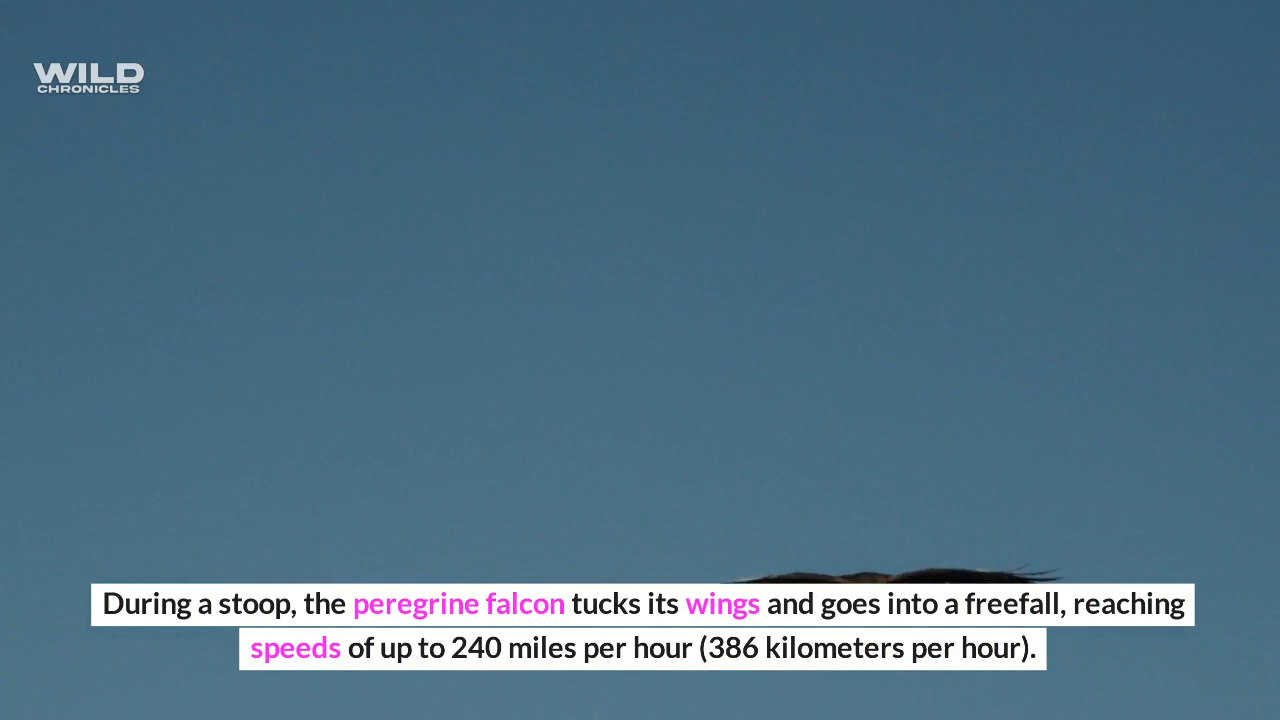 WILD
CHRONICLES
During a stoop, the peregrine falcon tucks its wings and goes into a freefall, reaching
speeds of up to 240 miles per hour (386 kilometers per hour).